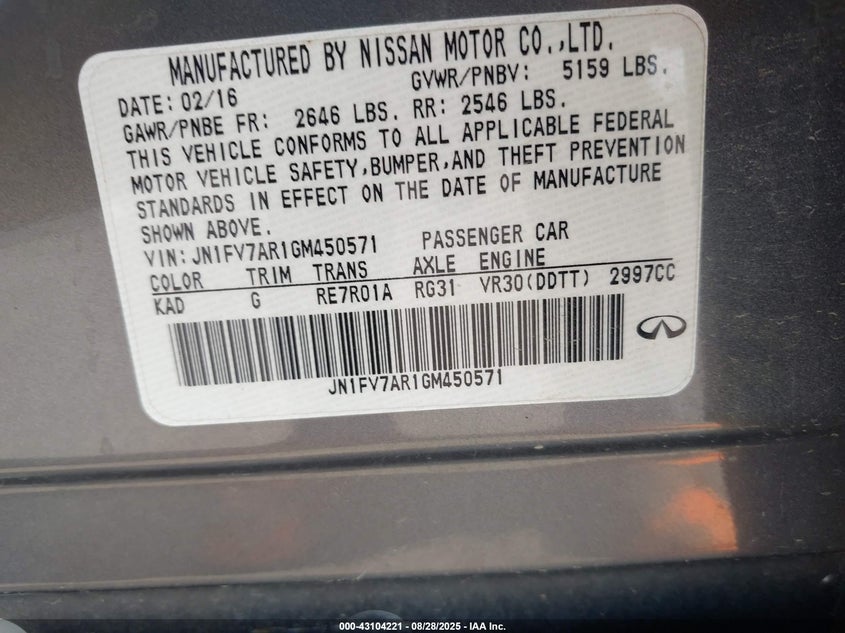 MANUFACTURED BY NISSAN MOTOR CO.,LTD.
DATE: 02/16 GVWR/PNBV: 5159 LBS.
GAWR/PNBE FR: 2646 LBS. RR: 2546 LBS.
THIS VEHICLE CONFORMS TO ALL APPLICABLE FEDERAL
MOTOR VEHICLE SAFETY,BUMPER,AND THEFT PREVENTION
STANDARDS IN EFFECT ON THE DATE OF MANUFACTURE
SHOWN ABOVE.
VIN: JN1FV7AR1GM450571 PASSENGER CAR
COLOR TRIM TRANS AXLE ENGINE
KAD G RE7R01A RG31 VR30(DDTT) 2997CC
JN1FV7AR1GM450571
000-43104221 - 08/28/2025 - IAA Inc.